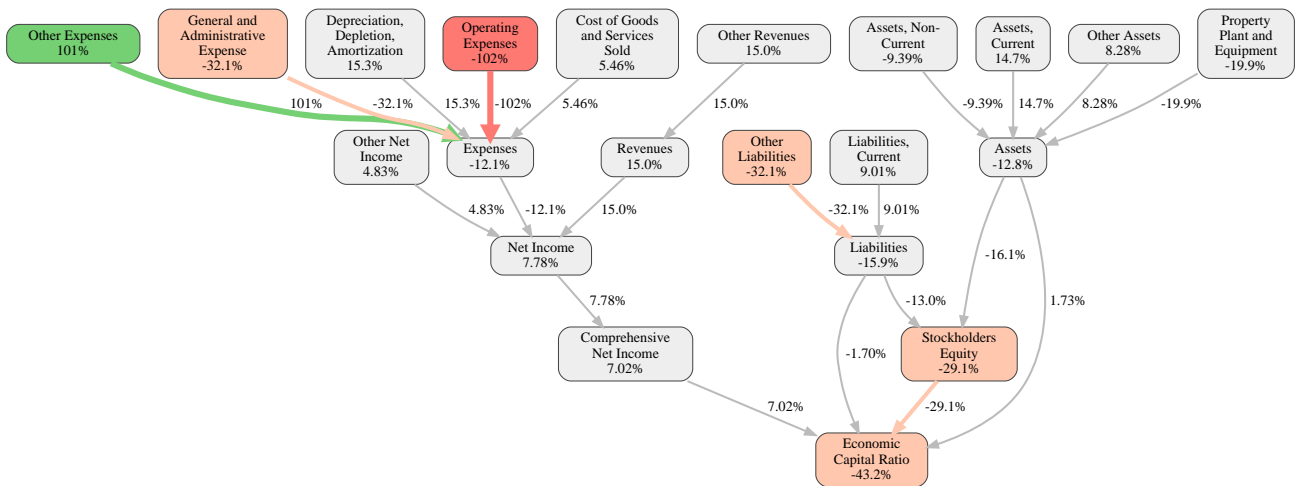 Other Expenses
101%
General and
Administrative
Expense
-32.1%
Depreciation,
Depletion,
Amortization
15.3%
Operating
Expenses
-102%
Cost of Goods
and Services
Sold
5.46%
Other Revenues
15.0%
Assets, Non-
Current
-9.39%
Assets,
Current
14.7%
Other Assets
8.28%
Property
Plant and
Equipment
-19.9%
101%
-32.1%
15.3%
-102%
5.46%
15.0%
-9.39%
14.7%
8.28%
-19.9%
Other Net
Income
4.83%
Expenses
-12.1%
Revenues
15.0%
Other
Liabilities
-32.1%
Liabilities,
Current
9.01%
Assets
-12.8%
4.83%
-12.1%
15.0%
-32.1%
9.01%
Net Income
7.78%
Liabilities
-15.9%
-16.1%
7.78%
-13.0%
1.73%
Comprehensive
Net Income
7.02%
-1.70%
Stockholders
Equity
-29.1%
7.02%
-29.1%
Economic
Capital Ratio
-43.2%